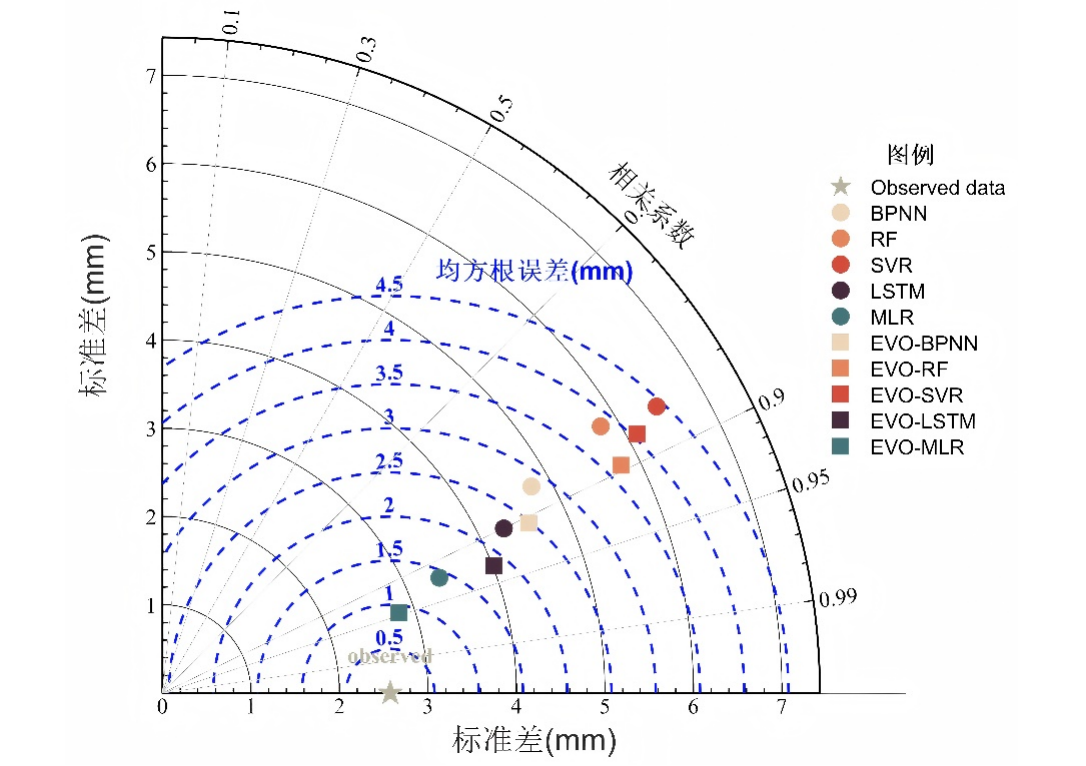 0.1
0.3
0.5
0.
0.9
0.95
0.99
相关系数
均方根误差(mm)
4.5
4
3.5
3
2.5
2
1.5
1
0.5
observed
标准差(mm)
7
6
5
4
3
2
1
0
1
2
3
4
5
6
7
标准差(mm)
图例
Observed data
BPNN
RF
SVR
LSTM
MLR
EVO-BPNN
EVO-RF
EVO-SVR
EVO-LSTM
EVO-MLR